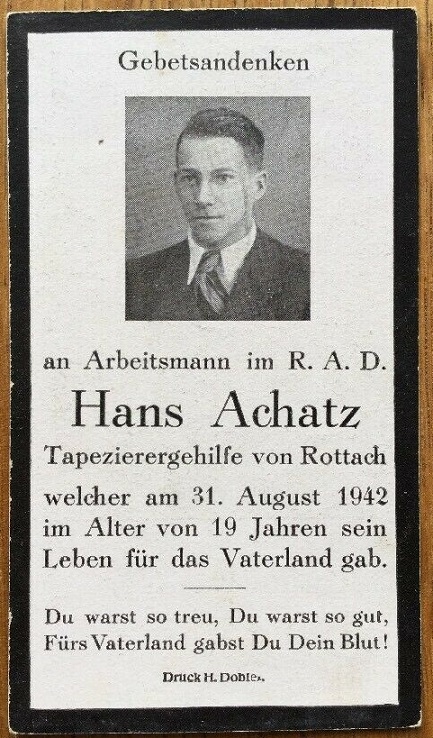 Gebetsandenken
an Arbeitsmann im R. A. D.
Hans Achatz
Tapezierergehilfe von Rottach
welcher am 31. August 1942
im Alter von 19 Jahren sein
Leben für das Vaterland gab.
Du warst so treu, Du warst so gut,
Fürs Vaterland gabst Du Dein Blut!
Druck H.